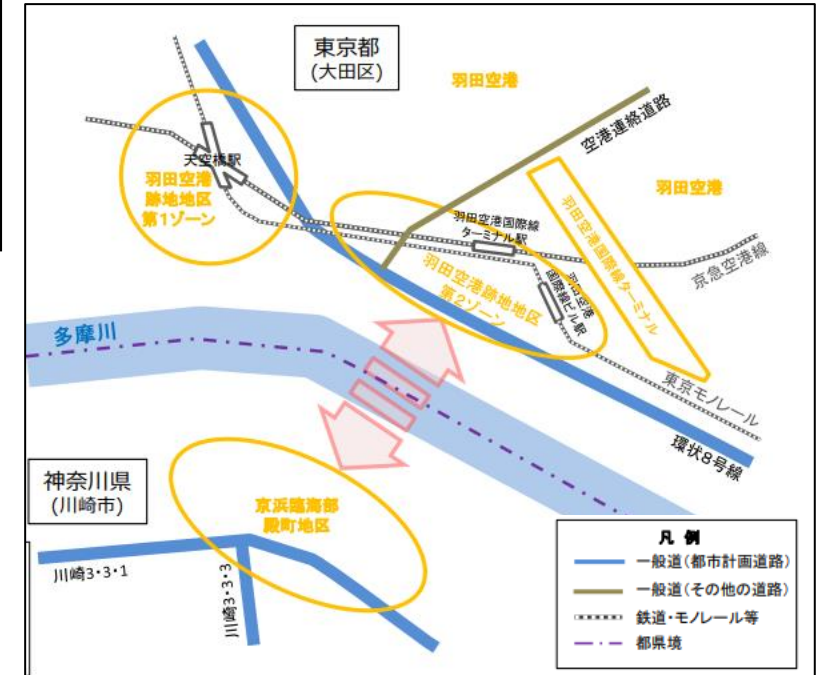 東京都
(大田区)
羽田空港
空港連絡道路
天空橋駅
羽田空港
跡地地区
第1ゾーン
羽田空港国際線
ターミナル駅
羽田空港国際線ターミナル
羽田空港
京急空港線
羽田空港跡地地区
第2ゾーン
羽田空港
国際線ビル駅
東京モノレール
環状8号線
多摩川
神奈川県
(川崎市)
京浜臨海部
殿町地区
川崎3・3・1
川崎3・3・3
凡 例
一般道(都市計画道路)
一般道(その他の道路)
鉄道・モノレール等
都県境